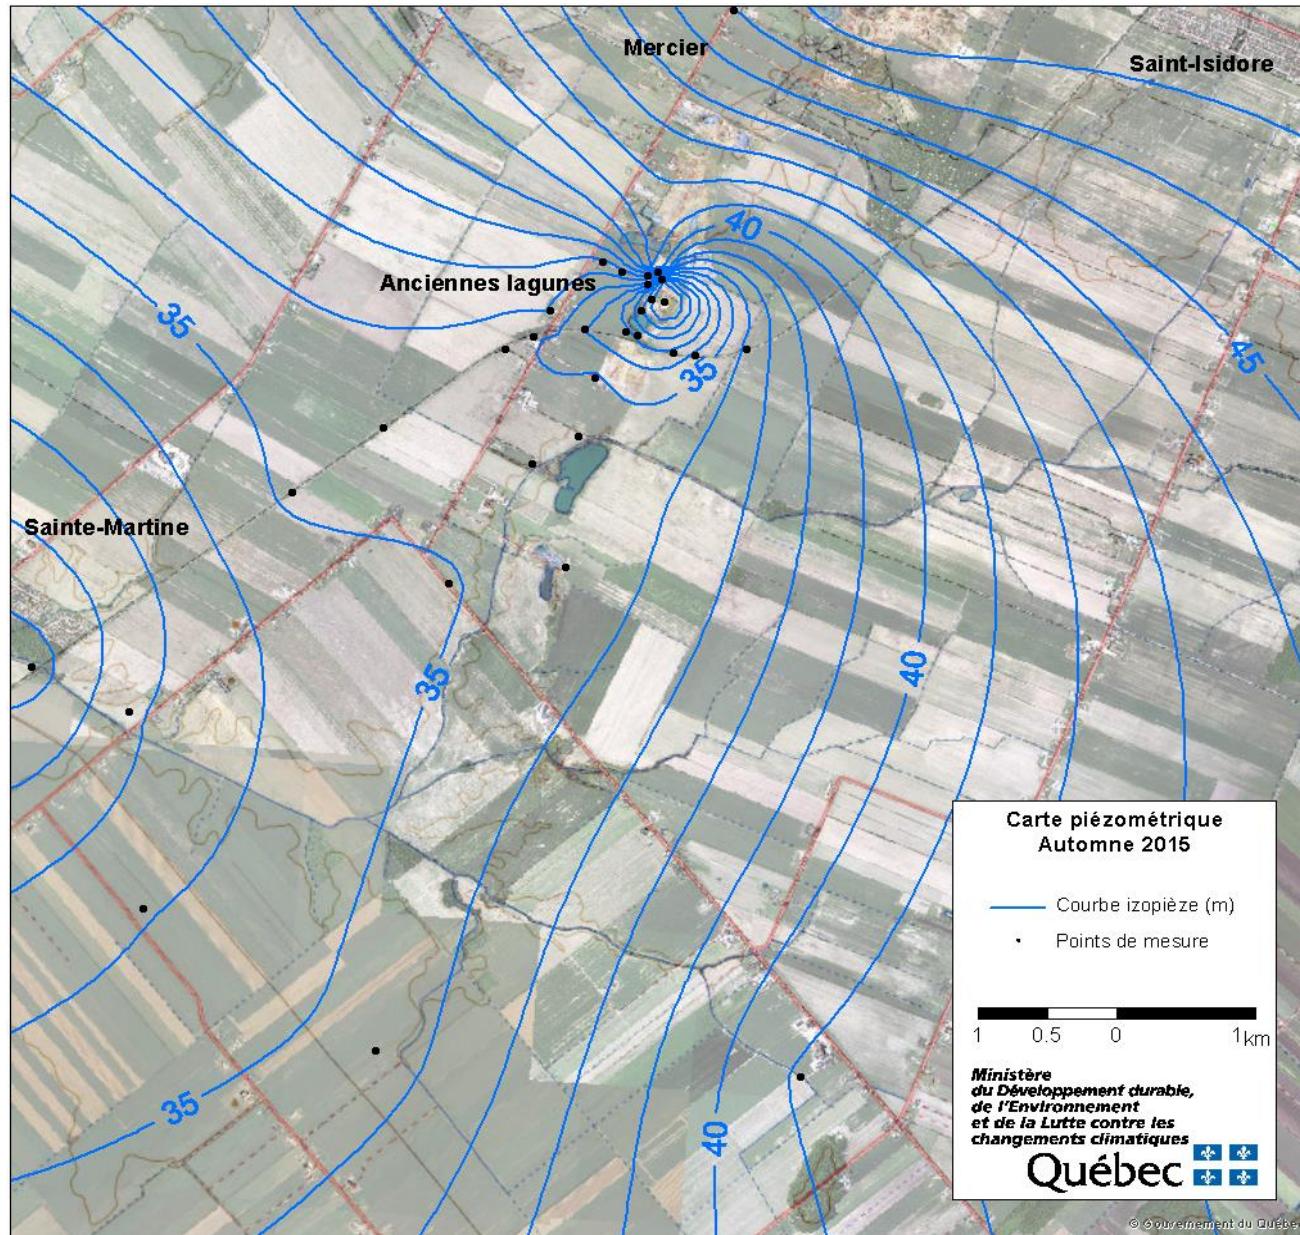 Mercier
Saint-Isidore
40
Anciennes lagunes
35
45
35
Sainte-Martine
40
35
Carte piézométrique
Automne 2015
Courbe izopièze (m)
Points de mesure
1 0.5 0 1km
Ministère
du Développement durable,
de l'Environnement
et de la Lutte contre les
changements climatiques
Québec
35
40
© Gouvernement du Québec